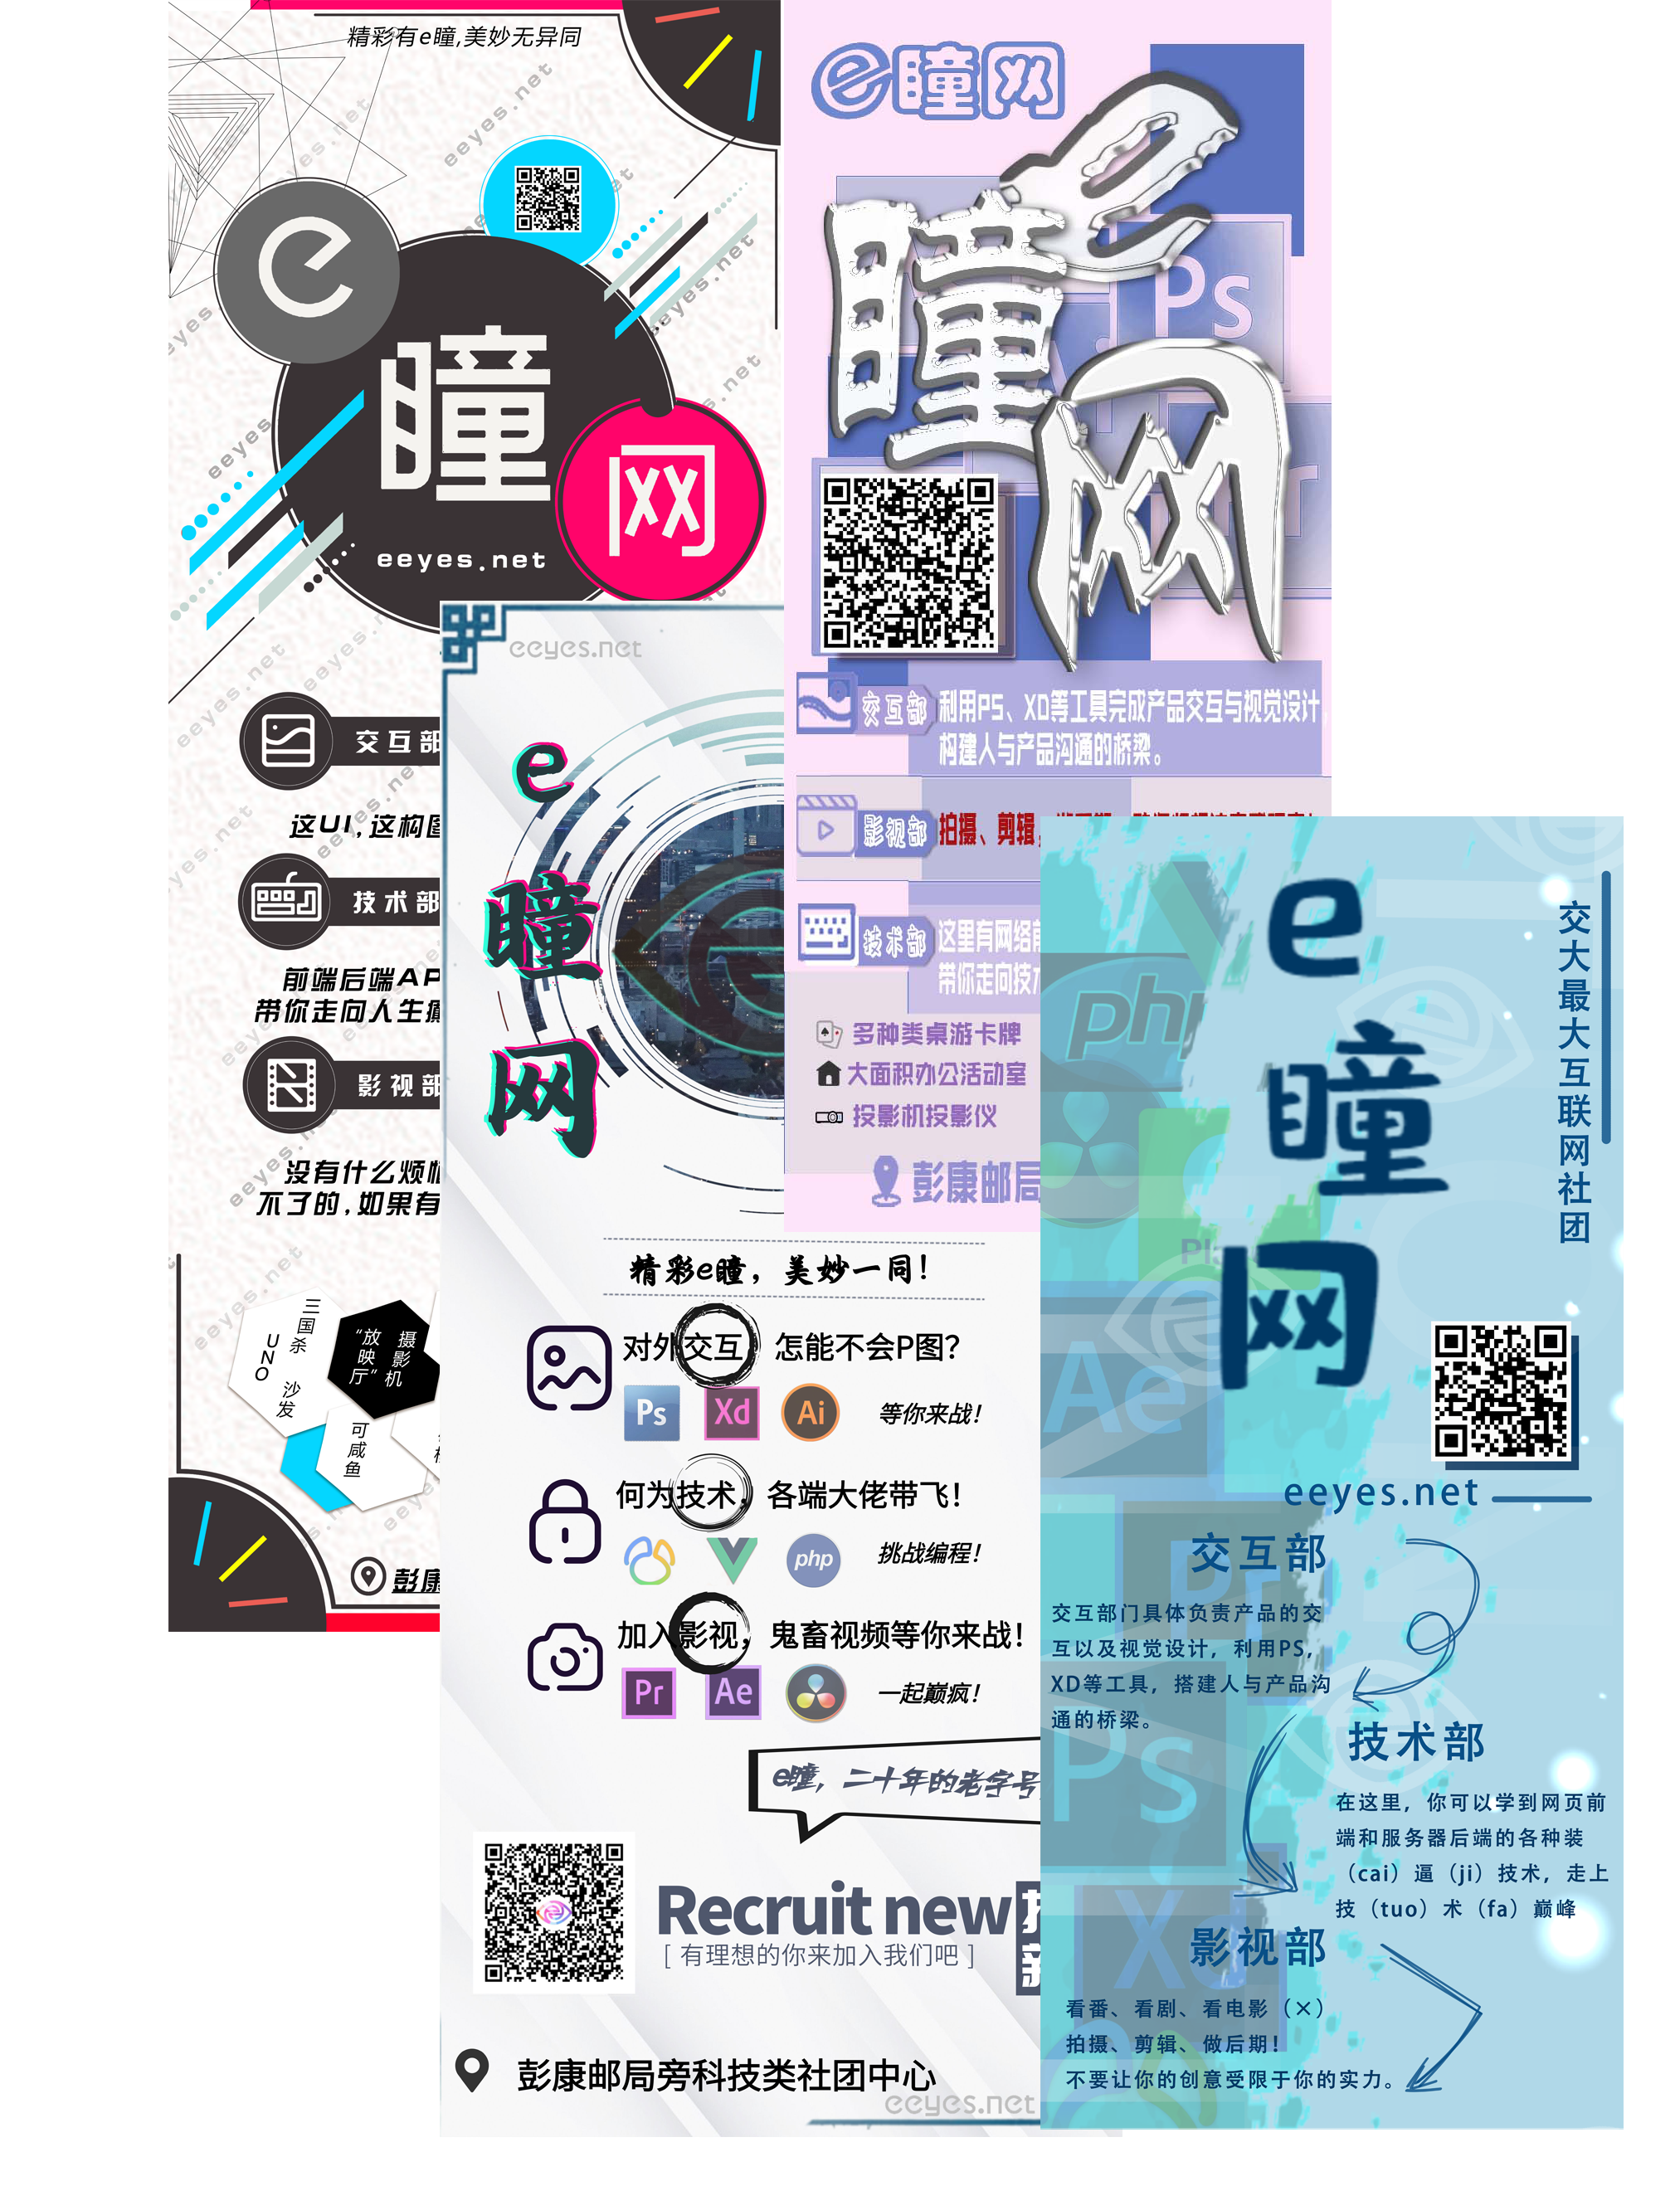 精彩有e瞳,美妙无异同
e
瞳
网
eeyes.net
交互部
这UI,这构图
技术部
前端后端AP
带你走向人生
影视部
没有什么烦恼
不了的,如果有
三国杀
UNO
沙发
"放映厅"
摄影机
可咸鱼
彭康
eeyes.net
e
瞳
网
精彩e瞳，美妙一同！
对外交互，怎能不会P图？
Ps
Xd
Ai
等你来战！
何为技术，各端大佬带飞！
php
挑战编程！
加入影视，鬼畜视频等你来战！
Pr
Ae
一起巅疯！
e瞳，二十年的老字号
Recruit new
[ 有理想的你来加入我们吧 ]
彭康邮局旁科技类社团中心
eeyes.net
e瞳网
e
瞳
网
Ps
交互部
利用PS、XD等工具完成产品交互与视觉设计
构建人与产品沟通的桥梁。
影视部
拍摄、剪辑，
技术部
这里有网络前
带你走向技
多种类桌游卡牌
大面积办公活动室
投影机投影仪
彭康邮局
交大最大互联网社团
e
瞳
网
php
Ae
Pr
Ps
Xd
eeyes.net
交互部
交互部门具体负责产品的交
互以及视觉设计，利用PS，
XD等工具，搭建人与产品沟
通的桥梁。
技术部
在这里，你可以学到网页前
端和服务器后端的各种装
（cai）逼（ji）技术，走上
技（tuo）术（fa）巅峰
影视部
看番、看剧、看电影（×）
拍摄、剪辑、做后期！
不要让你的创意受限于你的实力。